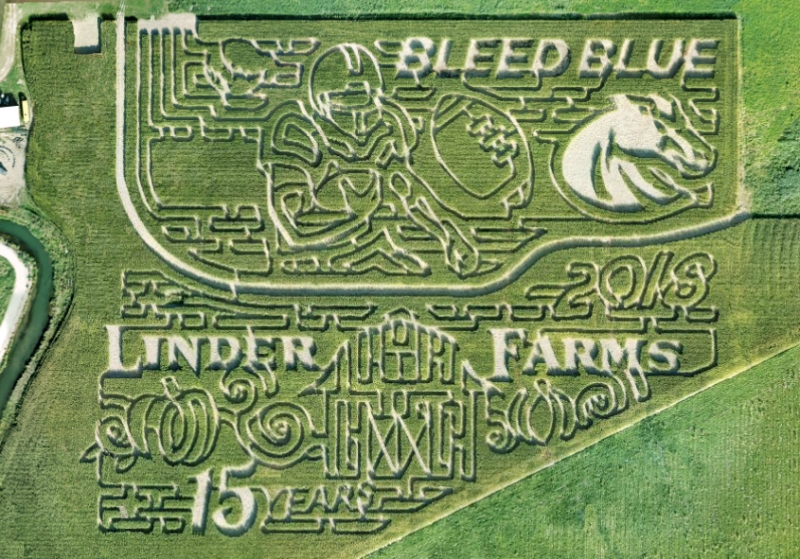 BLEED BLUE
2018
LINDER FARMS
15 YEARS